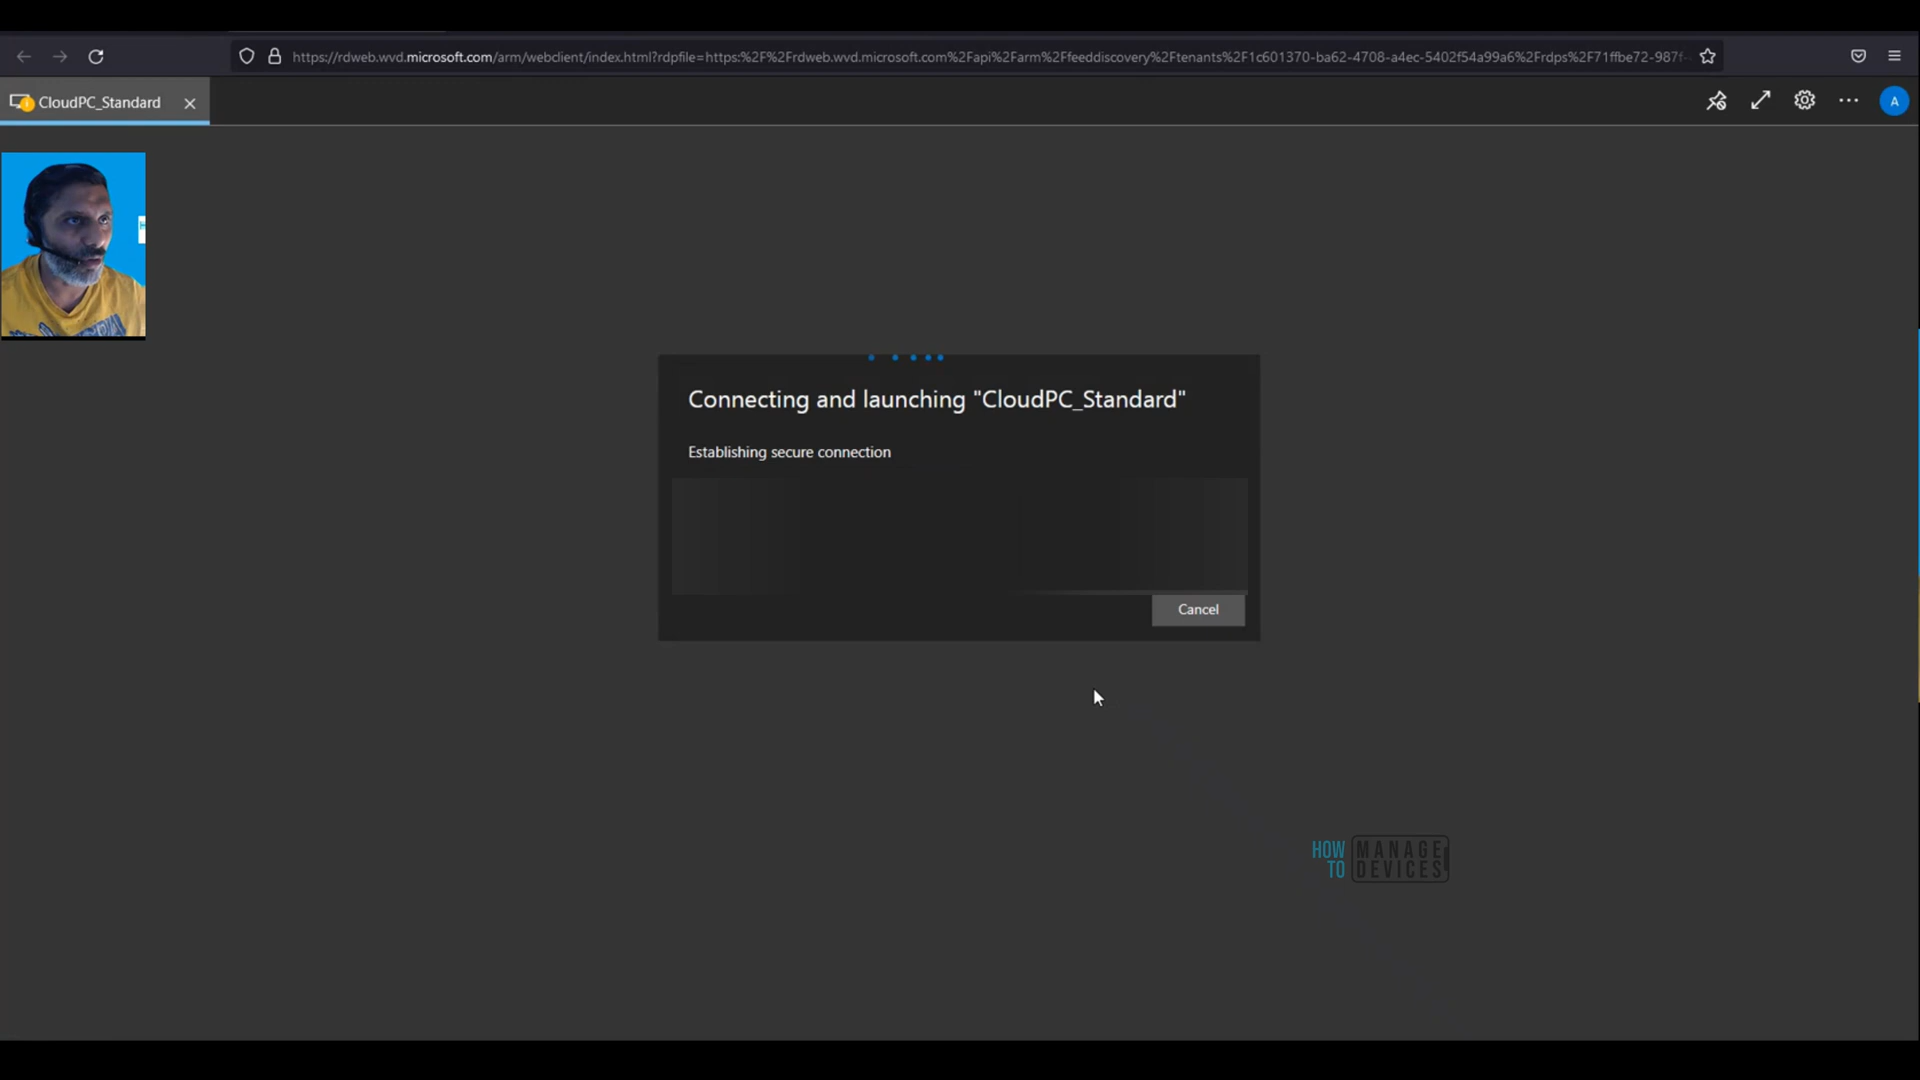 https://rdweb.wvd.microsoft.com/arm/webclient/index.html?rdpfile=https:%2F%2Frdweb.wvd.microsoft.com%2Fapi%2Farm%2Ffeeddiscovery%2Ftenants%2F1c601370-ba62-4708-a4ec-5402f54a99a6%2Frdps%2F71ffbe72-987f-
CloudPC_Standard
A
Connecting and launching "CloudPC_Standard"
Establishing secure connection
Cancel
HOW TO
MANAGE DEVICES